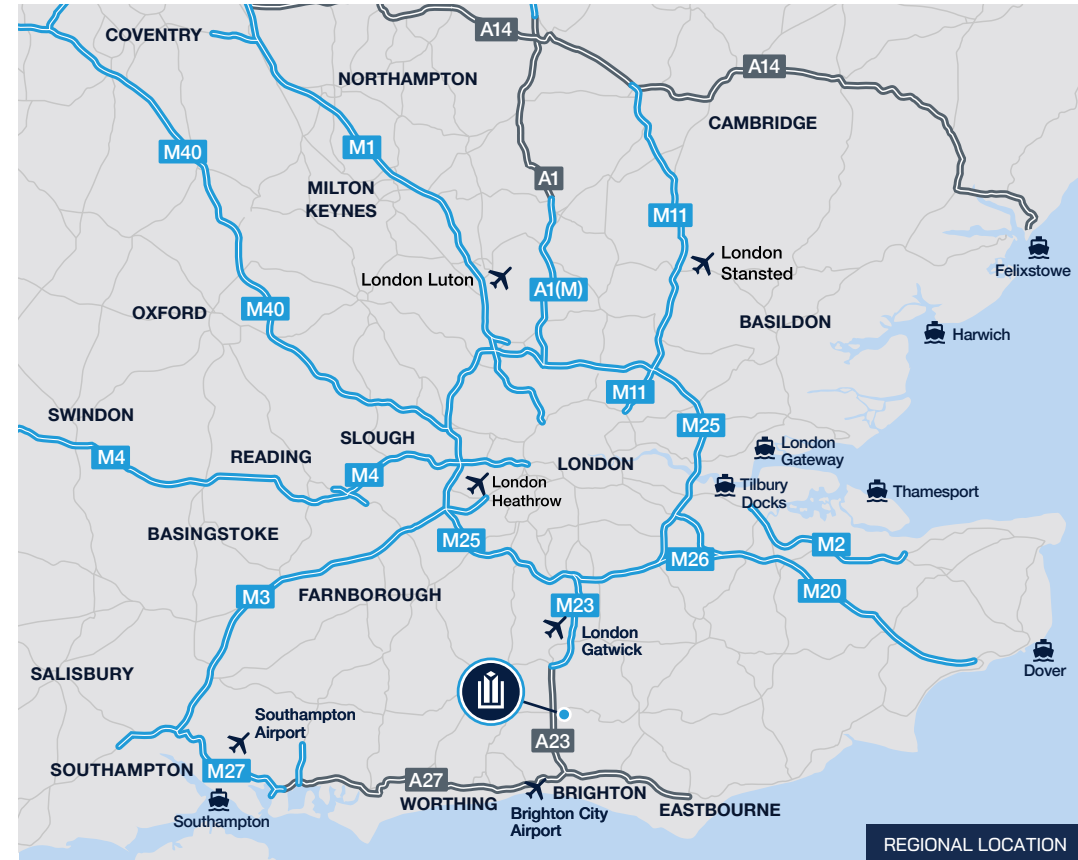 COVENTRY
A14
NORTHAMPTON
A14
CAMBRIDGE
M40
M1
A1
MILTON
KEYNES
M11
London Luton
London
Stansted
Felixstowe
A1(M)
OXFORD
M40
BASILDON
Harwich
M11
SWINDON
M25
SLOUGH
READING
M4
M4
LONDON
London
Gateway
London
Heathrow
Tilbury
Docks
Thamesport
BASINGSTOKE
M25
M2
M26
M20
M3
FARNBOROUGH
M23
London
Gatwick
SALISBURY
Dover
Southampton
Airport
A23
SOUTHAMPTON
M27
A27
WORTHING
BRIGHTON
EASTBOURNE
Southampton
Brighton City
Airport
REGIONAL LOCATION